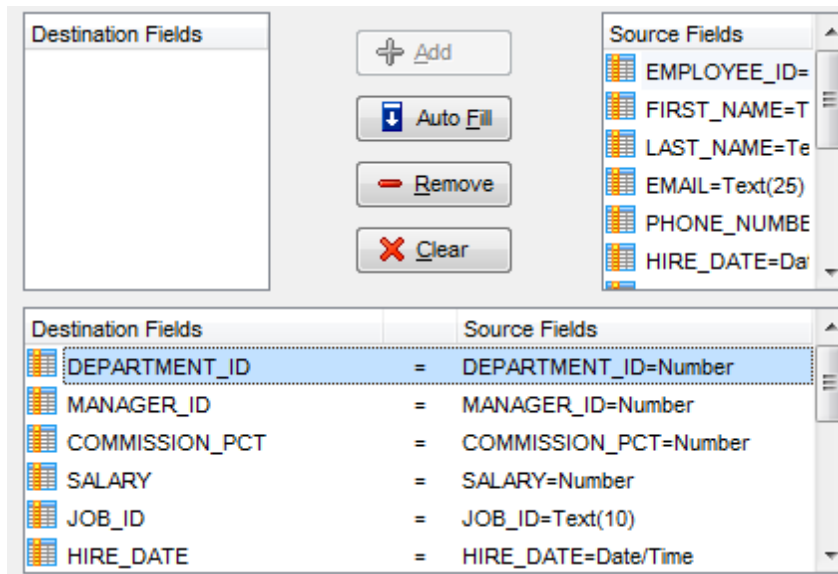 Destination Fields
Add
Auto Fill
Remove
Clear
Source Fields
EMPLOYEE_ID=
FIRST_NAME=T
LAST_NAME=Te
EMAIL=Text(25)
PHONE_NUMBE
HIRE_DATE=Dat
Destination Fields Source Fields
DEPARTMENT_ID = DEPARTMENT_ID=Number
MANAGER_ID = MANAGER_ID=Number
COMMISSION_PCT = COMMISSION_PCT=Number
SALARY = SALARY=Number
JOB_ID = JOB_ID=Text(10)
HIRE_DATE = HIRE_DATE=Date/Time